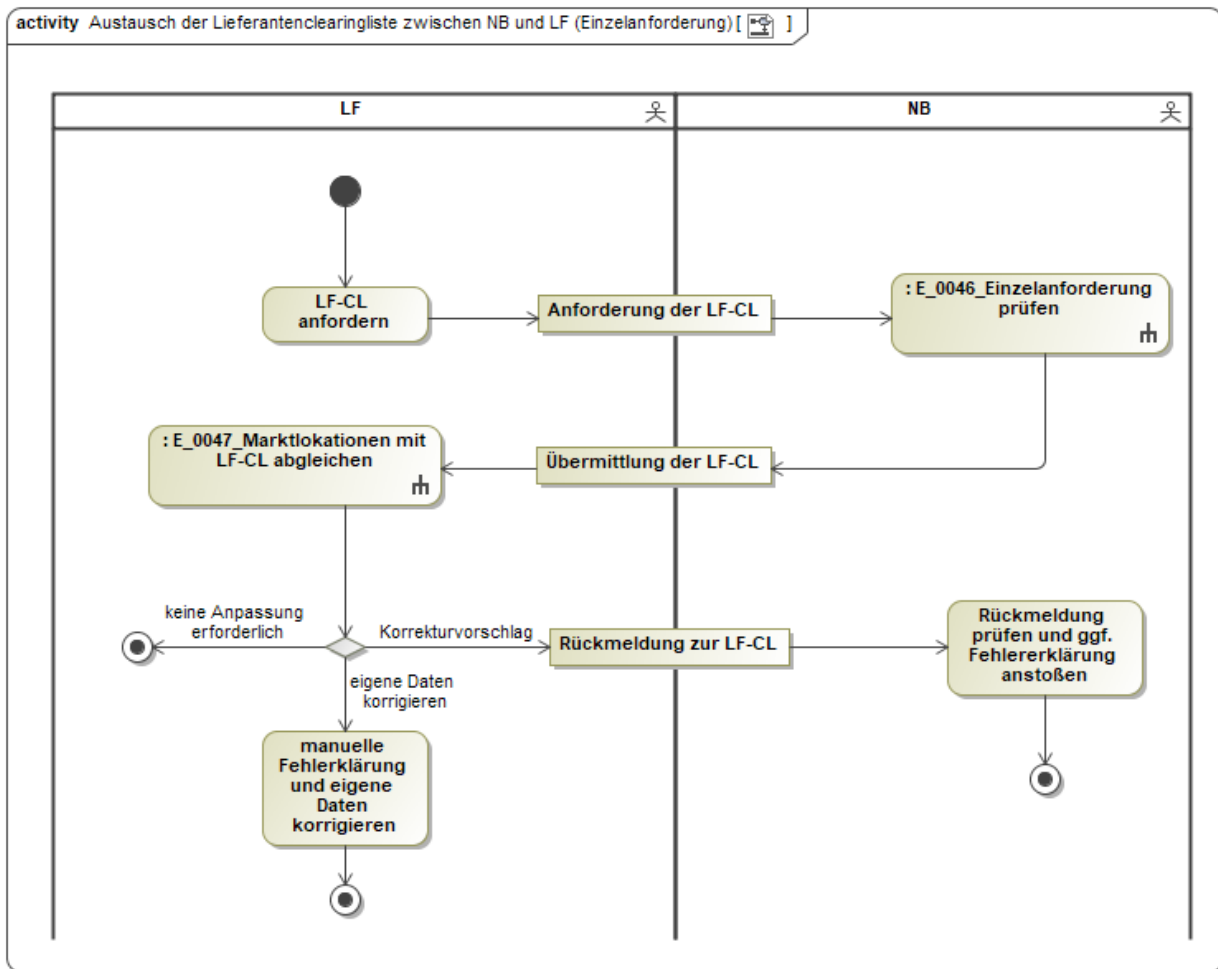 activity Austausch der Lieferantenclearingliste zwischen NB und LF (Einzelanforderung) [ ]
LF
NB
LF-CL
anfordern
Anforderung der LF-CL
: E_0046_Einzelanforderung
prüfen
: E_0047_Marktlokationen mit
LF-CL abgleichen
Übermittlung der LF-CL
keine Anpassung
erforderlich
Korrekturvorschlag
Rückmeldung zur LF-CL
Rückmeldung
prüfen und ggf.
Fehlererklärung
anstoßen
eigene Daten
korrigieren
manuelle
Fehlerklärung
und eigene
Daten
korrigieren